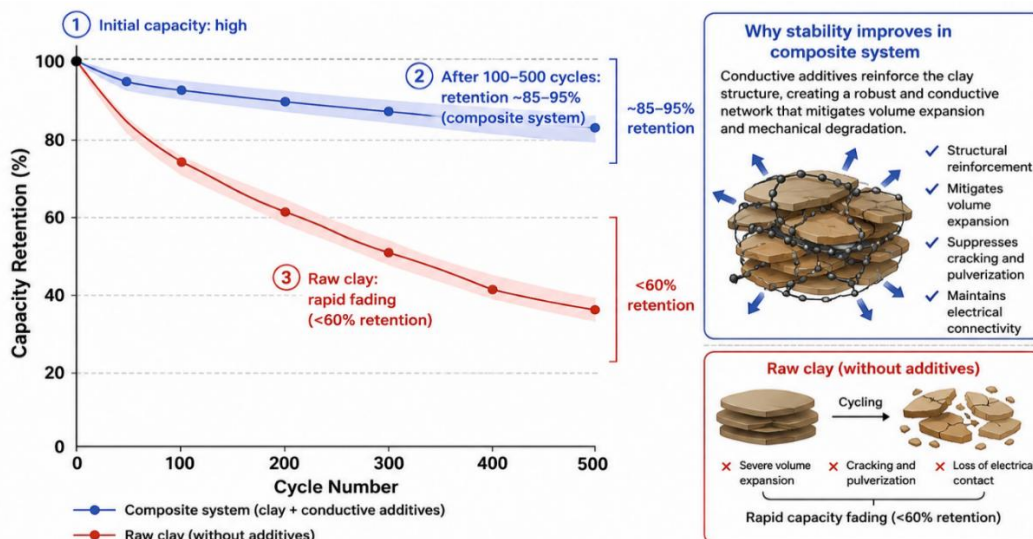 1 Initial capacity: high
100
80
60
40
20
0
Capacity Retention (%)
2 After 100–500 cycles:
retention ~85–95%
(composite system)
~85–95%
retention
3 Raw clay:
rapid fading
(<60% retention)
<60%
retention
0 100 200 300 400 500
Cycle Number
Composite system (clay + conductive additives)
Raw clay (without additives)
Why stability improves in
composite system
Conductive additives reinforce the clay
structure, creating a robust and conductive
network that mitigates volume expansion
and mechanical degradation.
✓ Structural
reinforcement
✓ Mitigates
volume
expansion
✓ Suppresses
cracking and
pulverization
✓ Maintains
electrical
connectivity
Raw clay (without additives)
Cycling
✗ Severe volume
expansion
✗ Cracking and
pulverization
✗ Loss of electrical
contact
Rapid capacity fading (<60% retention)